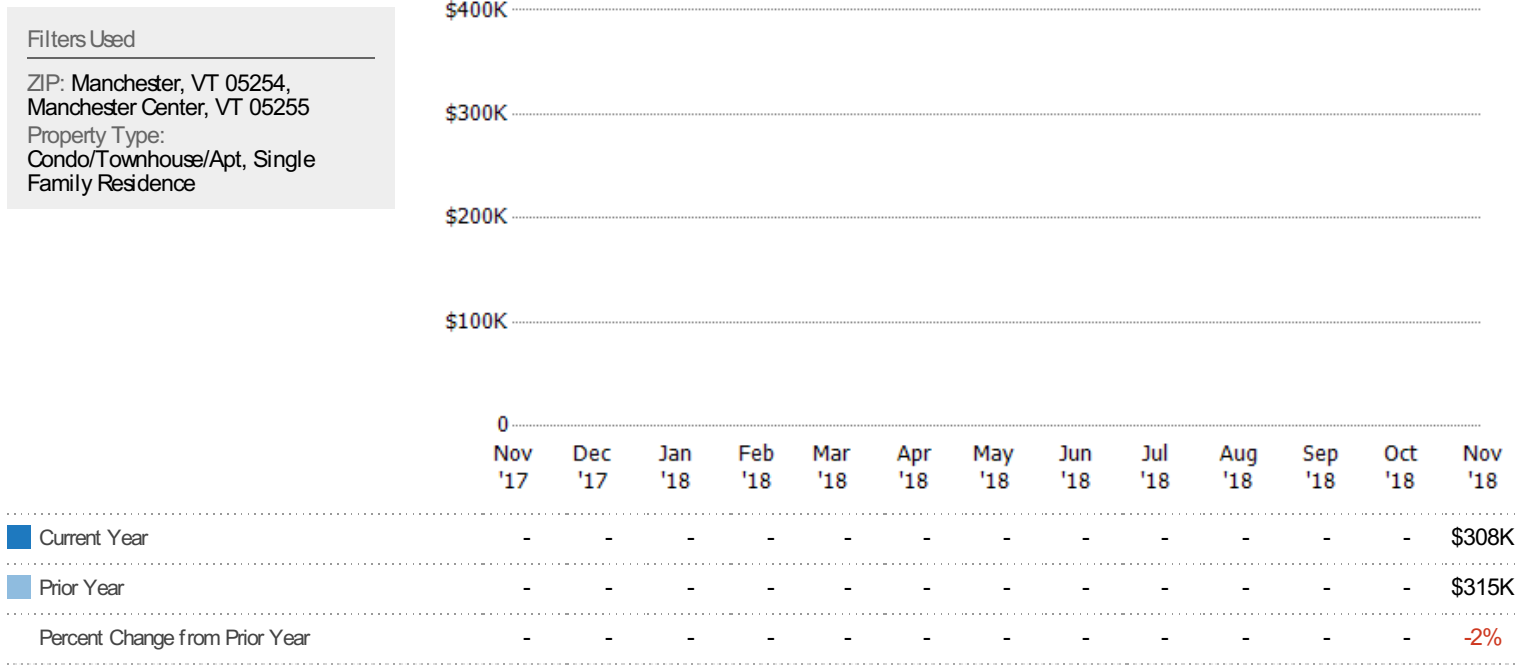 Filters Used
ZIP: Manchester, VT 05254,
Manchester Center, VT 05255
Property Type:
Condo/Townhouse/Apt, Single
Family Residence
$400K
$300K
$200K
$100K
0
Nov Dec Jan Feb Mar Apr May Jun Jul Aug Sep Oct Nov
'17 '17 '18 '18 '18 '18 '18 '18 '18 '18 '18 '18 '18
Current Year - - - - - - - - - - - - $308K
Prior Year - - - - - - - - - - - - $315K
Percent Change from Prior Year - - - - - - - - - - - - -2%